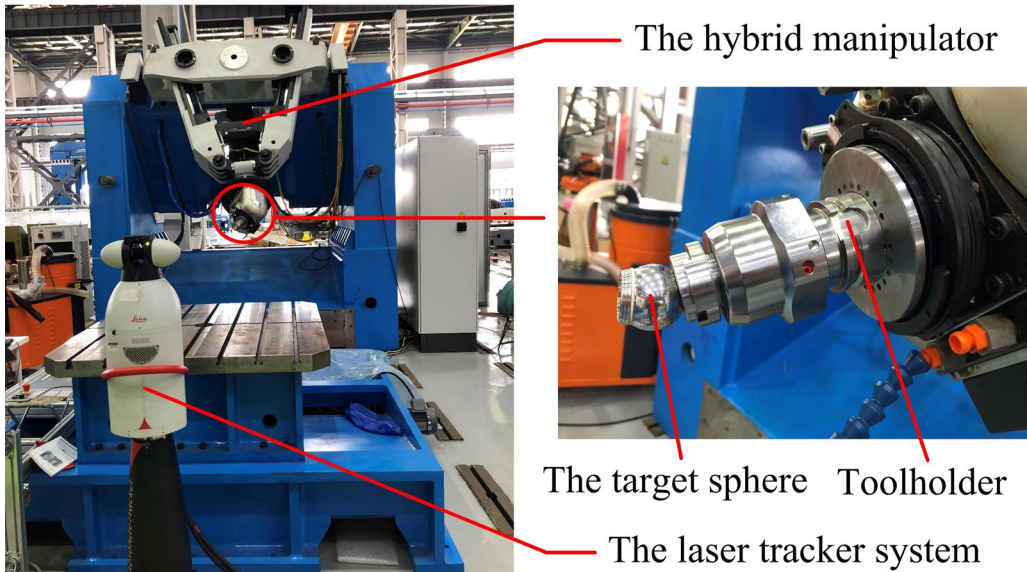 The hybrid manipulator
Leica
The target sphere
Toolholder
The laser tracker system